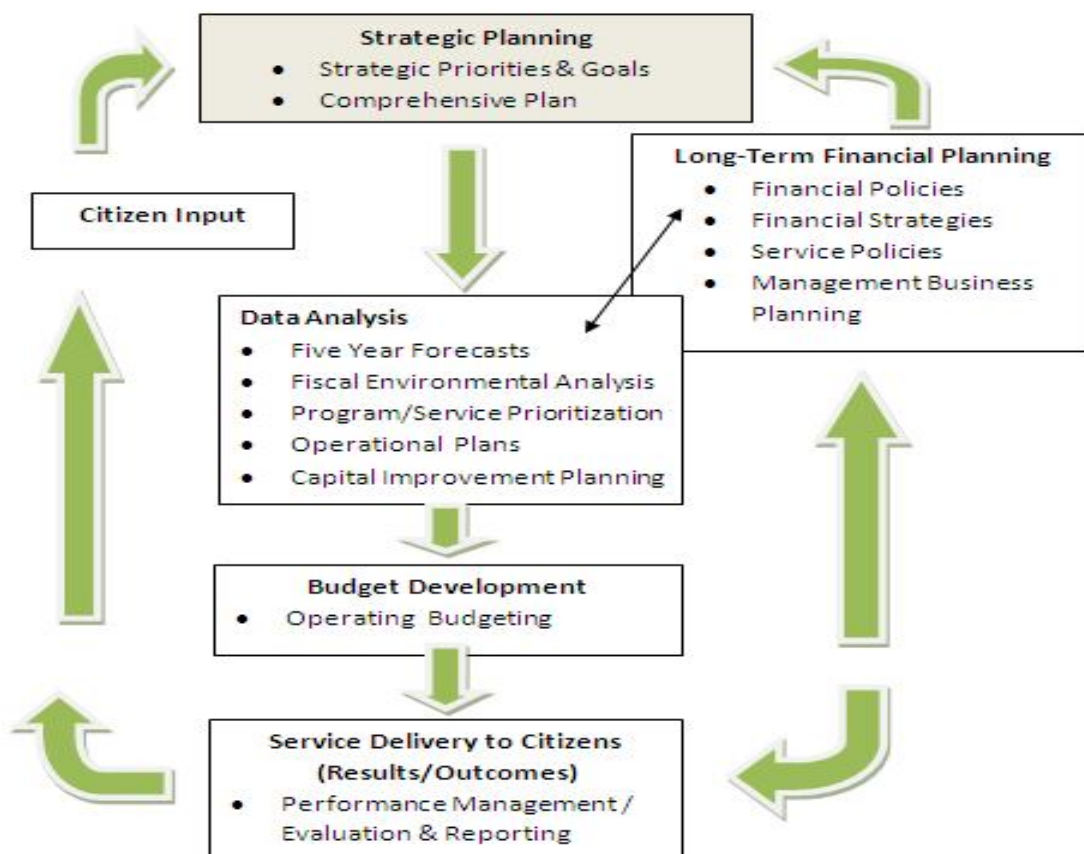 Strategic Planning
• Strategic Priorities & Goals
• Comprehensive Plan
Long-Term Financial Planning
• Financial Policies
• Financial Strategies
• Service Policies
• Management Business
Planning
Citizen Input
Data Analysis
• Five Year Forecasts
• Fiscal Environmental Analysis
• Program/Service Prioritization
• Operational Plans
• Capital Improvement Planning
Budget Development
• Operating Budgeting
Service Delivery to Citizens
(Results/Outcomes)
• Performance Management /
Evaluation & Reporting